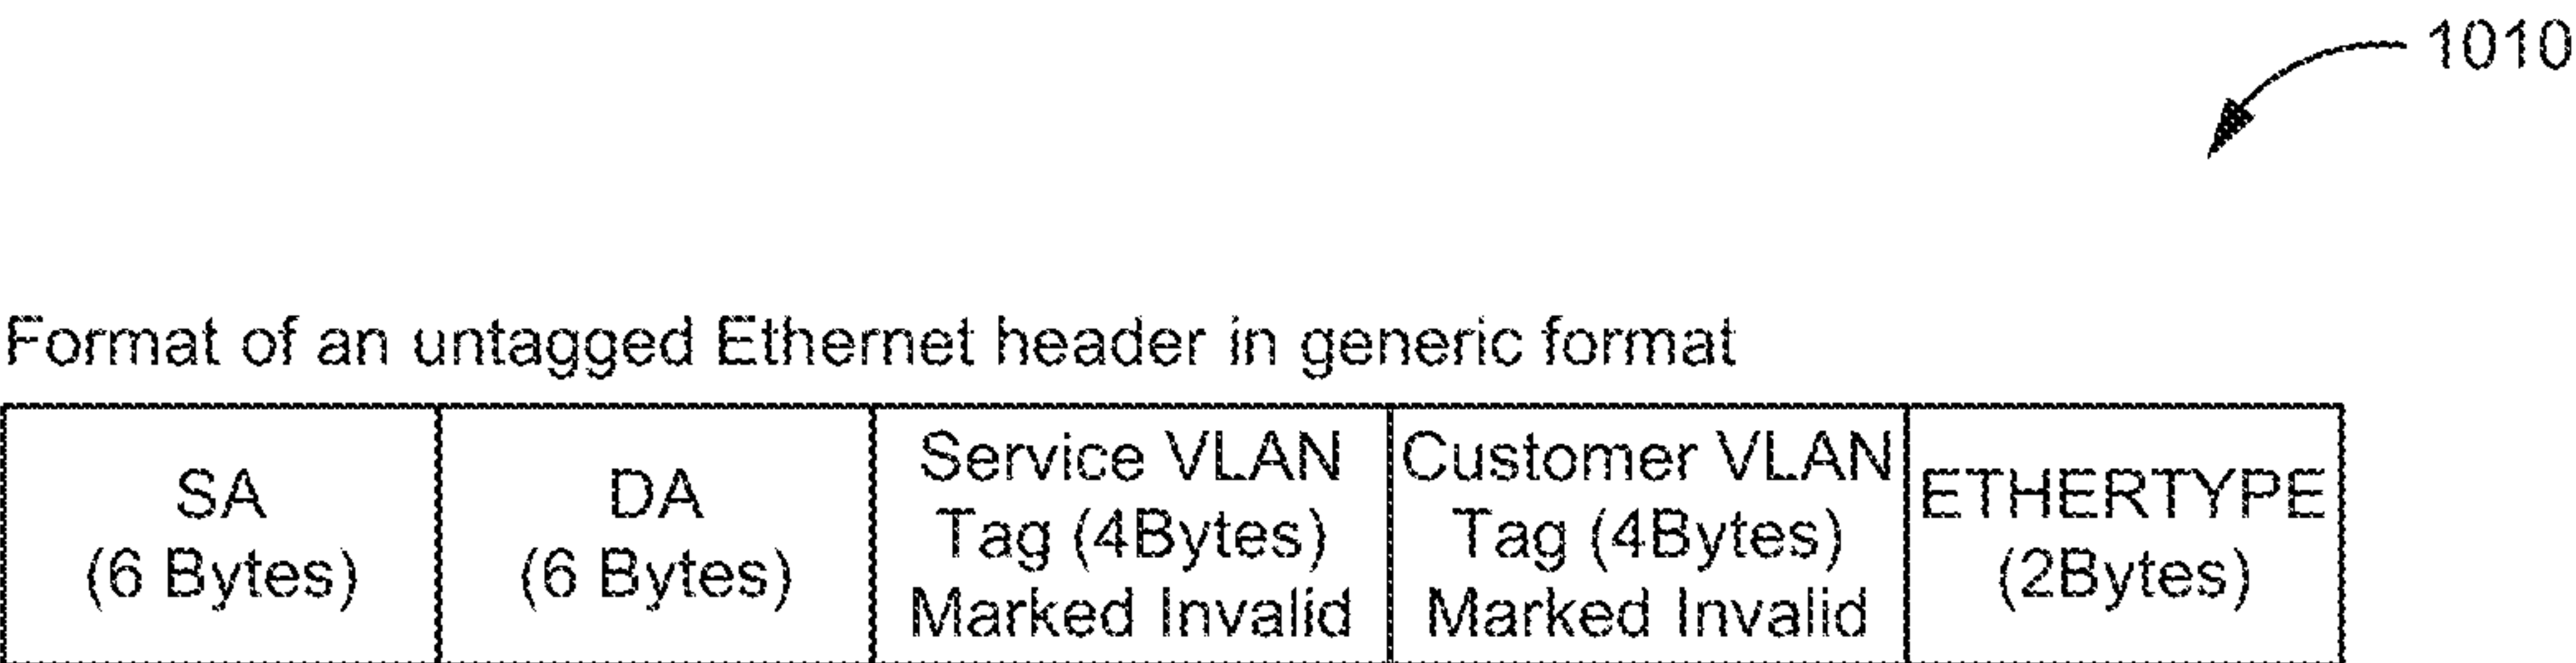 1010
Format of an untagged Ethernet header in generic format
SA
(6 Bytes)
DA
(6 Bytes)
Service VLAN
Tag (4Bytes)
Marked Invalid
Customer VLAN
Tag (4Bytes)
Marked Invalid
ETHERTYPE
(2Bytes)